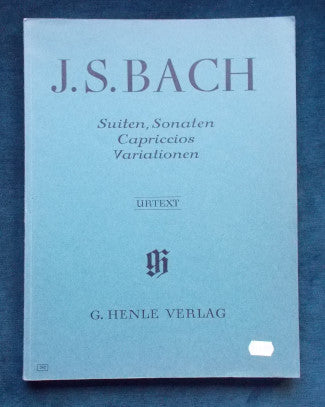 J. S. BACH
Suiten, Sonaten
Capriccios
Variationen
URTEXT
G. HENLE VERLAG